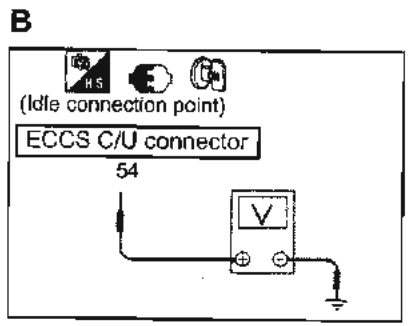 B
H.S
(Idle connection point)
ECCS C/U connector
54
V
+ -